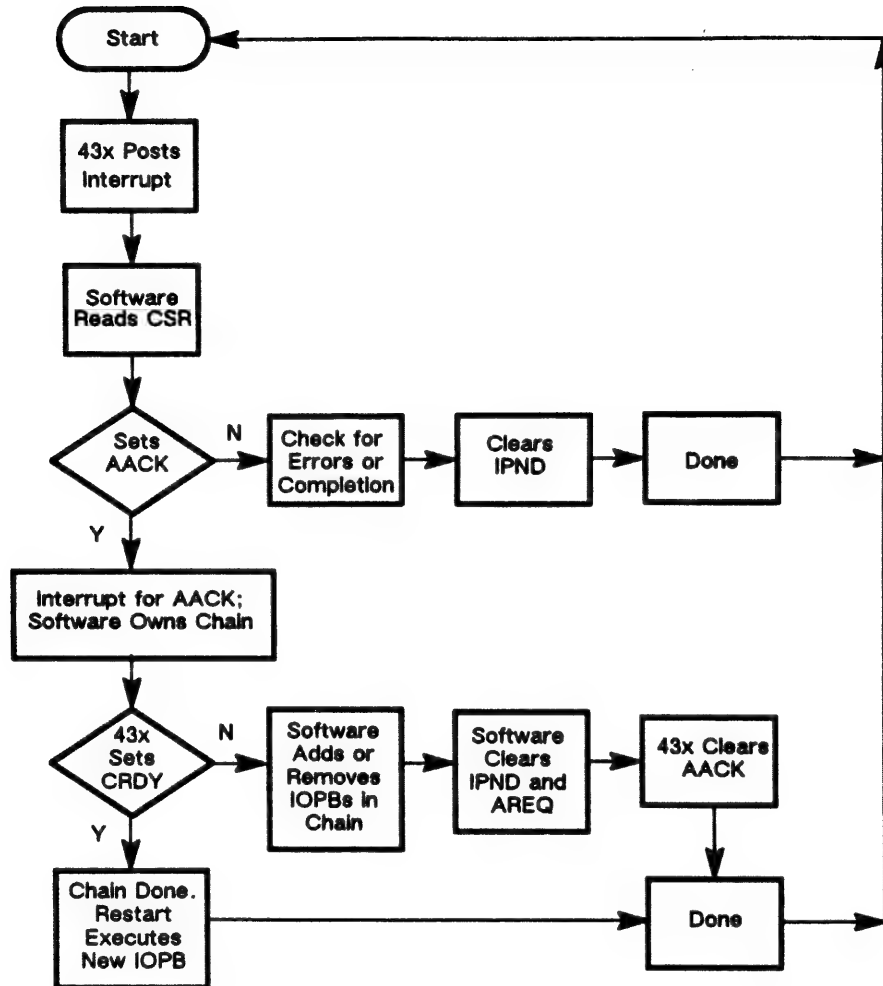 Start
43x Posts
Interrupt
Software
Reads CSR
Sets
AACK
N
Check for
Errors or
Completion
Clears
IPND
Done
Y
Interrupt for AACK;
Software Owns Chain
43x
Sets
CRDY
N
Software
Adds or
Removes
IOPBs in
Chain
Software
Clears
IPND and
AREQ
43x Clears
AACK
Y
Chain Done.
Restart
Executes
New IOPB
Done